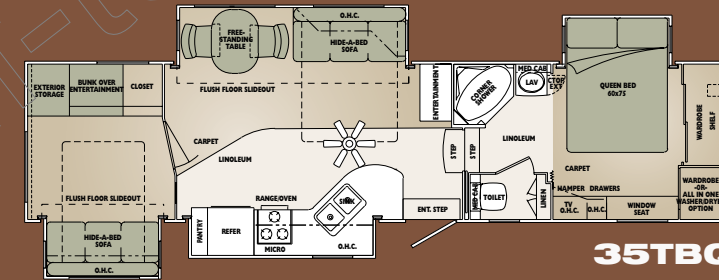 EXTERIOR
STORAGE
BUNK OVER
ENTERTAINMENT
CLOSET
FLUSH FLOOR SLIDEOUT
HIDE-A-BED
SOFA
O.H.C.
FREE-
STANDING
TABLE
O.H.C.
HIDE-A-BED
SOFA
FLUSH FLOOR SLIDEOUT
CARPET
LINOLEUM
ENTERTAINMENT
PANTRY
REFER
RANGE/OVEN
MICRO
SINK
O.H.C.
STEP
STEP
ENT. STEP
CORNER
SHOWER
MED CAB
LAV
CTOP
EXT
LINOLEUM
MED CAB
TOILET
LINEN
QUEEN BED
60x75
CARPET
HAMPER
DRAWERS
TV
O.H.C.
O.H.C.
WINDOW
SEAT
WARDROBE
SHELF
WARDROBE
-OR-
ALL IN ONE
WASHER/DRYER
OPTION